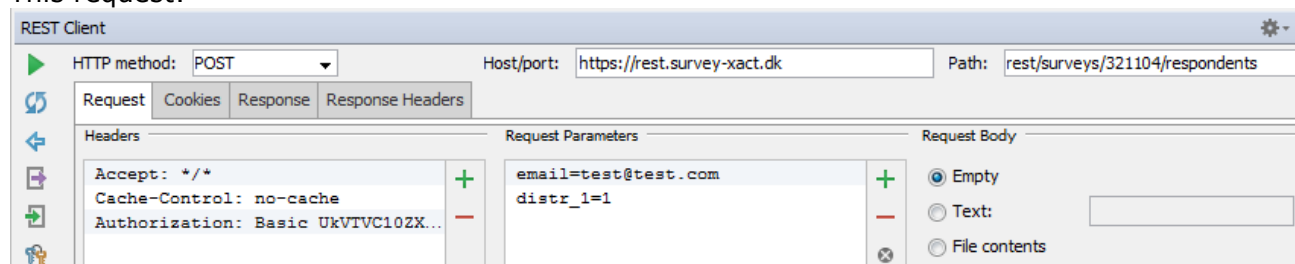 This request:
REST Client
HTTP method: POST Host/port: https://rest.survey-xact.dk Path: rest/surveys/321104/respondents
Request Cookies Response Response Headers
Headers Request Parameters Request Body
Accept: */* email=test@test.com Empty
Cache-Control: no-cache distr_1=1 Text:
Authorization: Basic UkVTVC10ZX... File contents